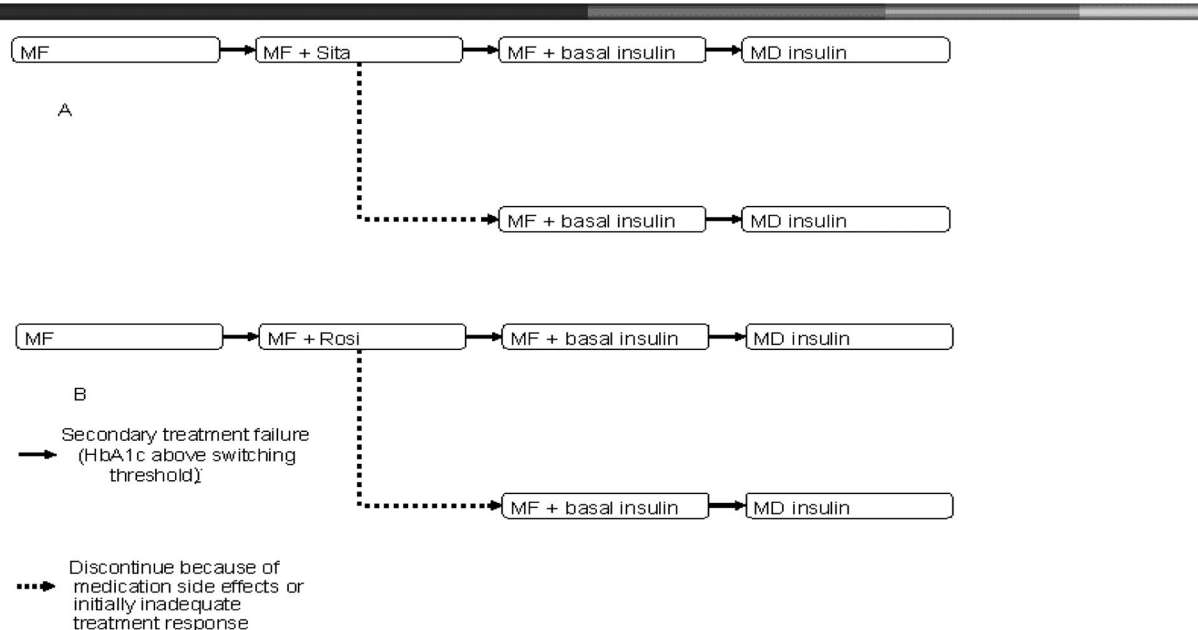 MF
MF + Sita
MF + basal insulin
MD insulin
A
MF + basal insulin
MD insulin
MF
MF + Rosi
MF + basal insulin
MD insulin
B
Secondary treatment failure
(HbA1c above switching
threshold);
MF + basal insulin
MD insulin
Discontinue because of
medication side effects or
initially inadequate
treatment response